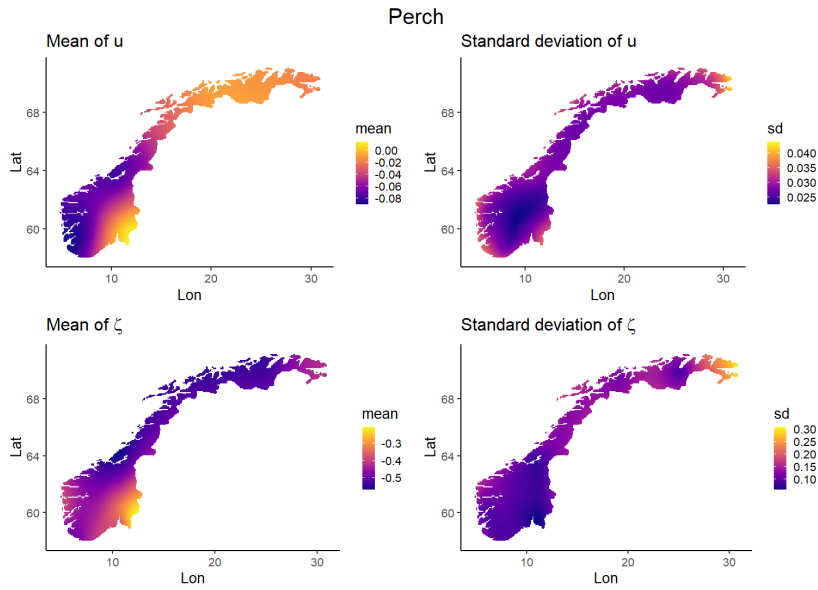 Perch
Mean of u
Standard deviation of u
68
64
60
Lat
10
20
30
Lon
mean
0.00
-0.02
-0.04
-0.06
-0.08
68
64
60
Lat
10
20
30
Lon
sd
0.040
0.035
0.030
0.025
Mean of ζ
Standard deviation of ζ
68
64
60
Lat
10
20
30
Lon
mean
-0.3
-0.4
-0.5
68
64
60
Lat
10
20
30
Lon
sd
0.30
0.25
0.20
0.15
0.10